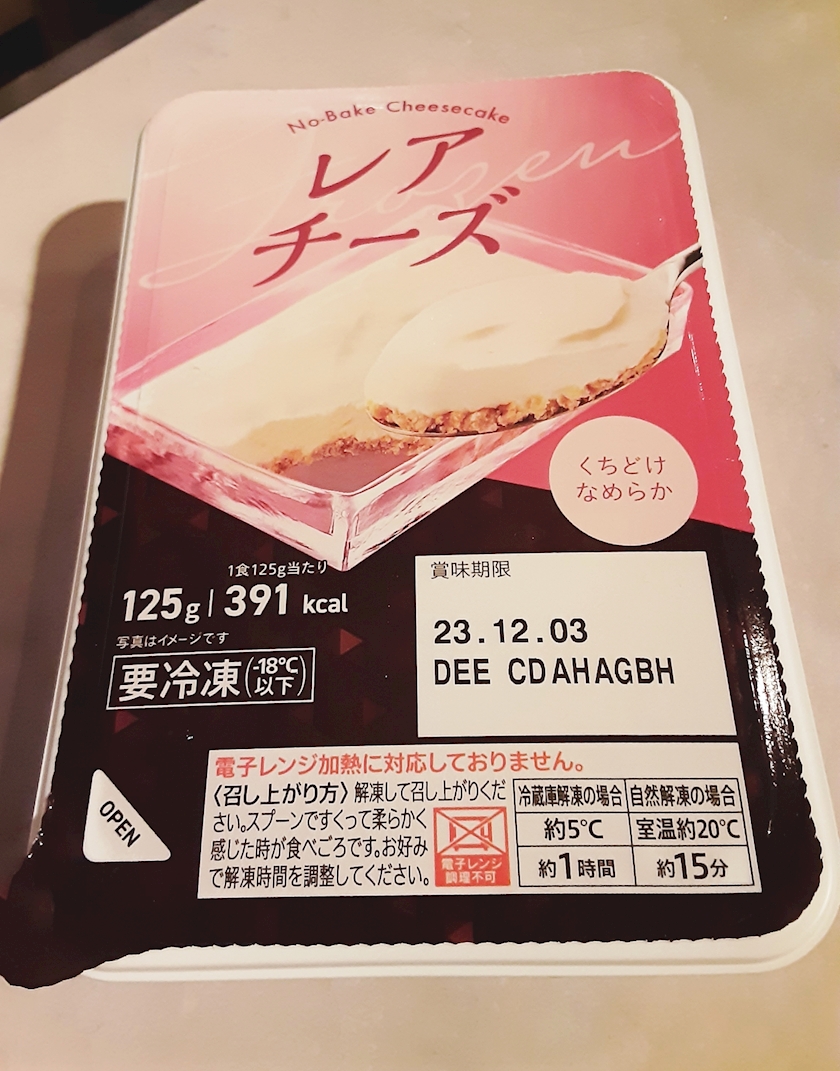 No-Bake Cheesecake
Frozen
レア
チーズ
くちどけ
なめらか
1食125g当たり
125g | 391 kcal
写真はイメージです
要冷凍(-18℃以下)
賞味期限
23.12.03
DEE CDAHAGBH
OPEN
電子レンジ加熱に対応しておりません。
〈召し上がり方〉解凍して召し上がりくだ
さい。スプーンですくって柔らかく
感じた時が食べごろです。お好み
で解凍時間を調整してください。
電子レンジ
調理不可
冷蔵庫解凍の場合 自然解凍の場合
約5℃ 室温約20℃
約1時間 約15分